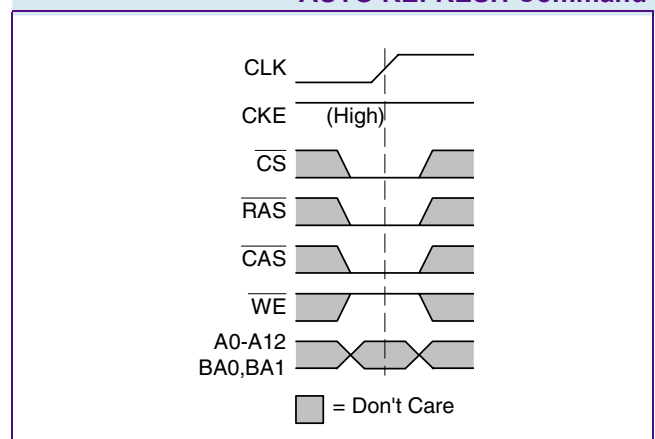 AUTO REFRESH Command
CLK
CKE (High)
CS
RAS
CAS
WE
A0-A12
BA0,BA1
= Don't Care